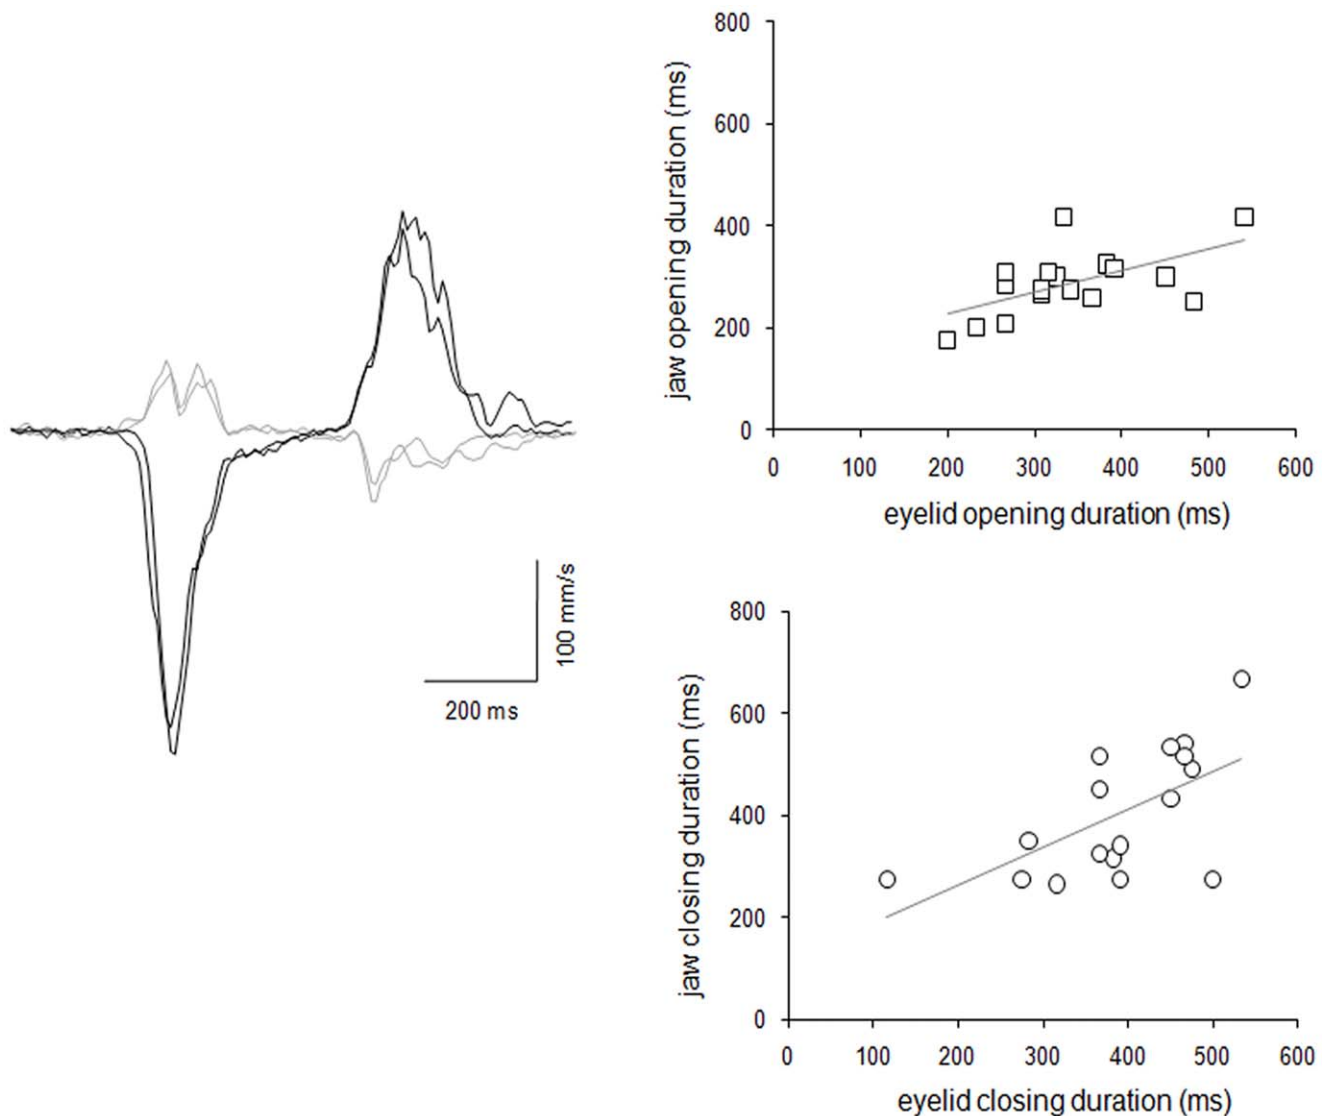 100 mm/s
200 ms
jaw opening duration (ms)
800
600
400
200
0
0 100 200 300 400 500 600
eyelid opening duration (ms)
jaw closing duration (ms)
800
600
400
200
0
0 100 200 300 400 500 600
eyelid closing duration (ms)